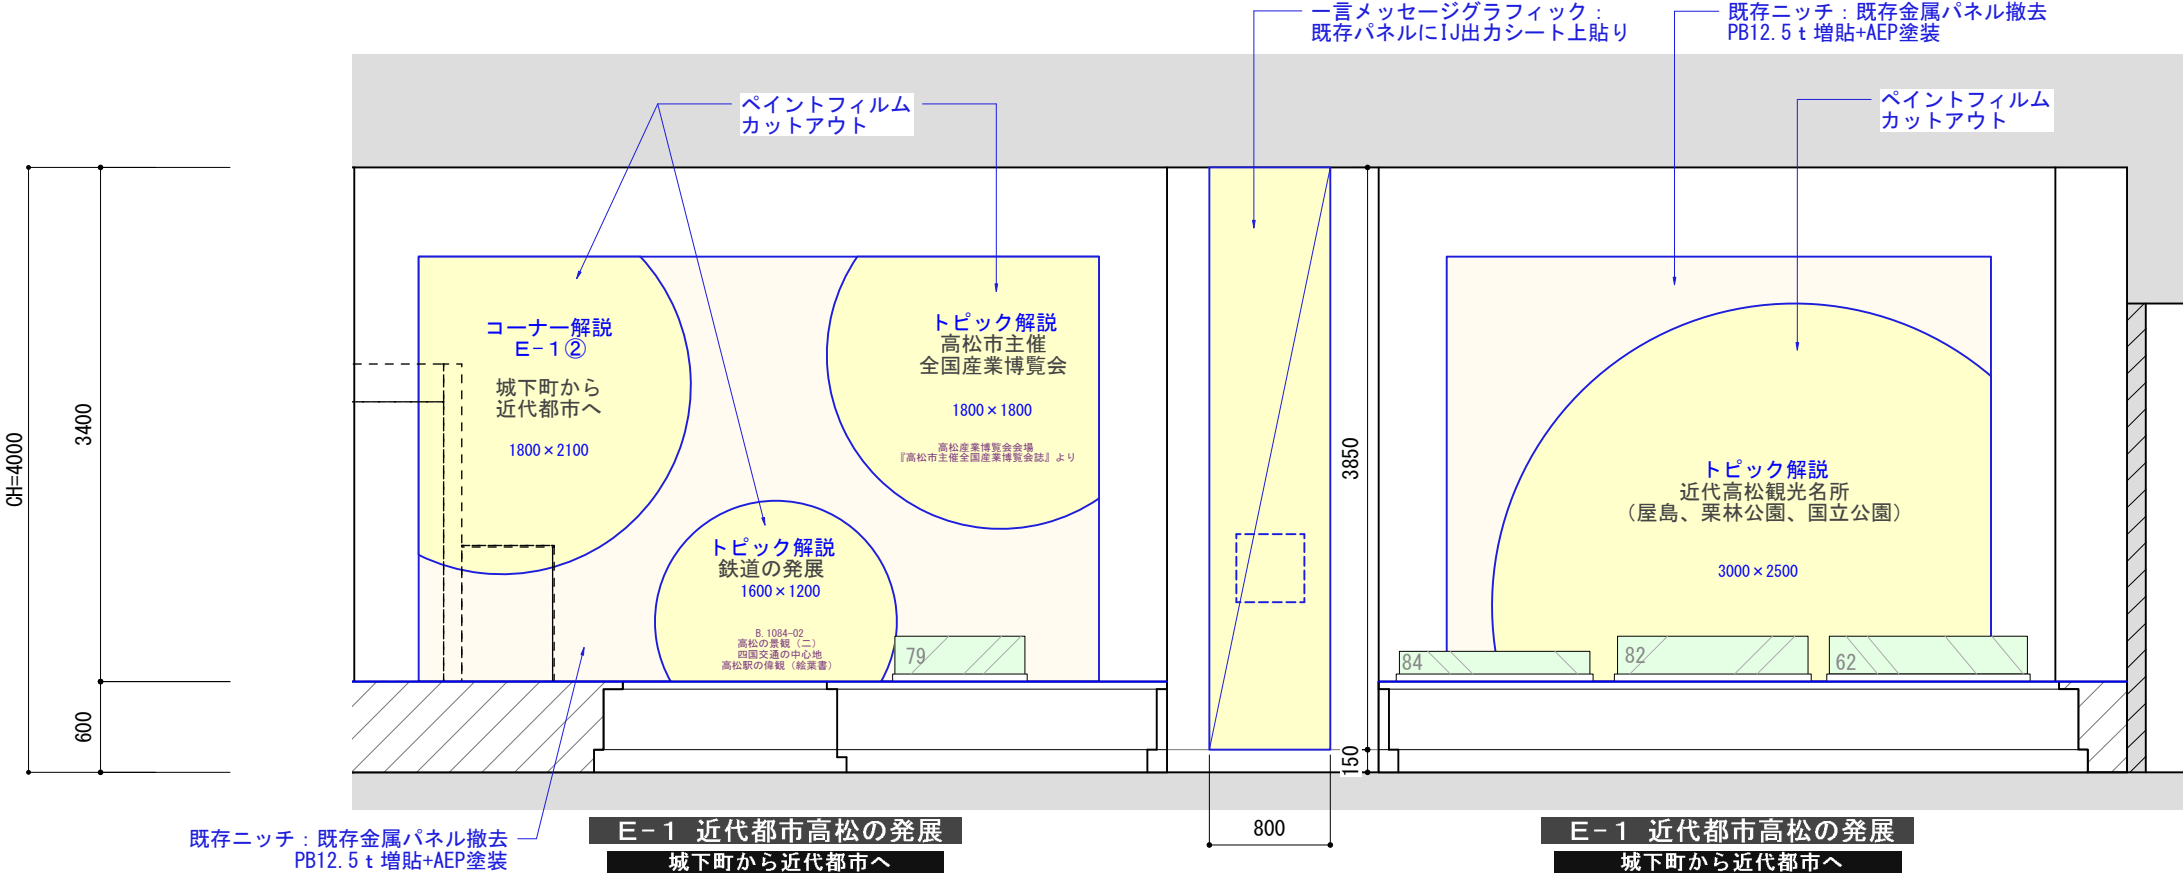 一言メッセージグラフィック：
既存パネルにIJ出力シート上貼り
既存ニッチ：既存金属パネル撤去
PB12.5ｔ増貼+AEP塗装
ペイントフィルム
カットアウト
ペイントフィルム
カットアウト
CH=4000
3400
600
コーナー解説
E-1②
城下町から
近代都市へ
1800×2100
トピック解説
高松市主催
全国産業博覧会
1800×1800
高松産業博覧会会場
『高松市主催全国産業博覧会誌』より
トピック解説
鉄道の発展
1600×1200
B.1084-02
高松の景観（二）
四国交通の中心地
高松駅の偉観（絵葉書）
79
3850
150
800
トピック解説
近代高松観光名所
（屋島、栗林公園、国立公園）
3000×2500
84
82
62
既存ニッチ：既存金属パネル撤去
PB12.5ｔ増貼+AEP塗装
E-1 近代都市高松の発展
城下町から近代都市へ
E-1 近代都市高松の発展
城下町から近代都市へ